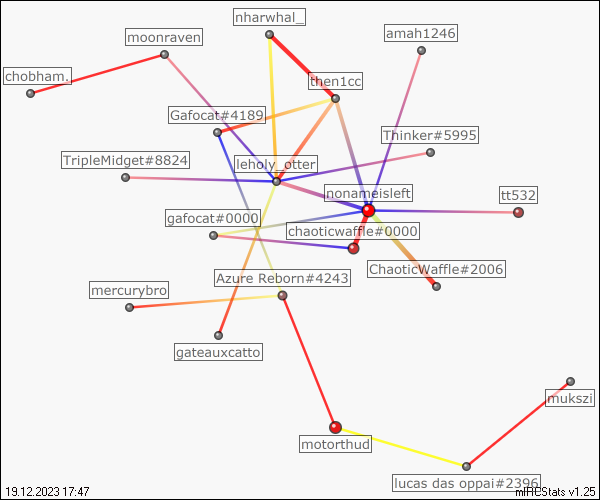 nharwhal_
moonraven
amah1246
chobham.
then1cc
Gafocat#4189
Thinker#5995
TripleMidget#8824
leholy_otter
nonameisleft
tt532
gafocat#0000
chaoticwaffle#0000
ChaoticWaffle#2006
Azure Reborn#4243
mercurybro
gateauxcatto
mukszi
motorthud
lucas das oppai#2396
19.12.2023 17:47
mIRCStats v1.25